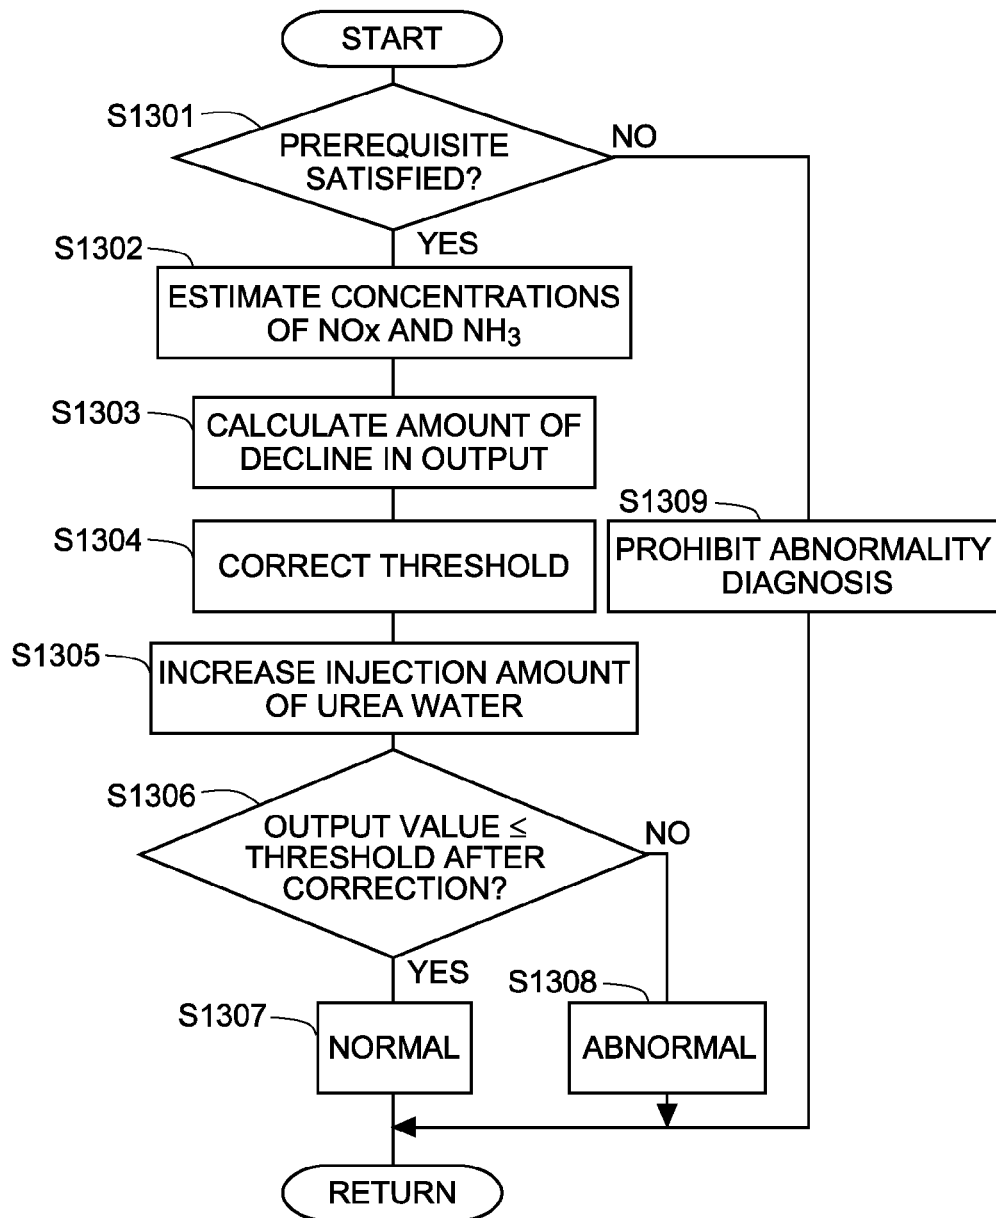 START
S1301
PREREQUISITE
SATISFIED?
NO
YES
S1302
ESTIMATE CONCENTRATIONS
OF NOx AND NH₃
S1303
CALCULATE AMOUNT OF
DECLINE IN OUTPUT
S1304
CORRECT THRESHOLD
S1309
PROHIBIT ABNORMALITY
DIAGNOSIS
S1305
INCREASE INJECTION AMOUNT
OF UREA WATER
S1306
OUTPUT VALUE ≤
THRESHOLD AFTER
CORRECTION?
NO
YES
S1307
NORMAL
S1308
ABNORMAL
RETURN